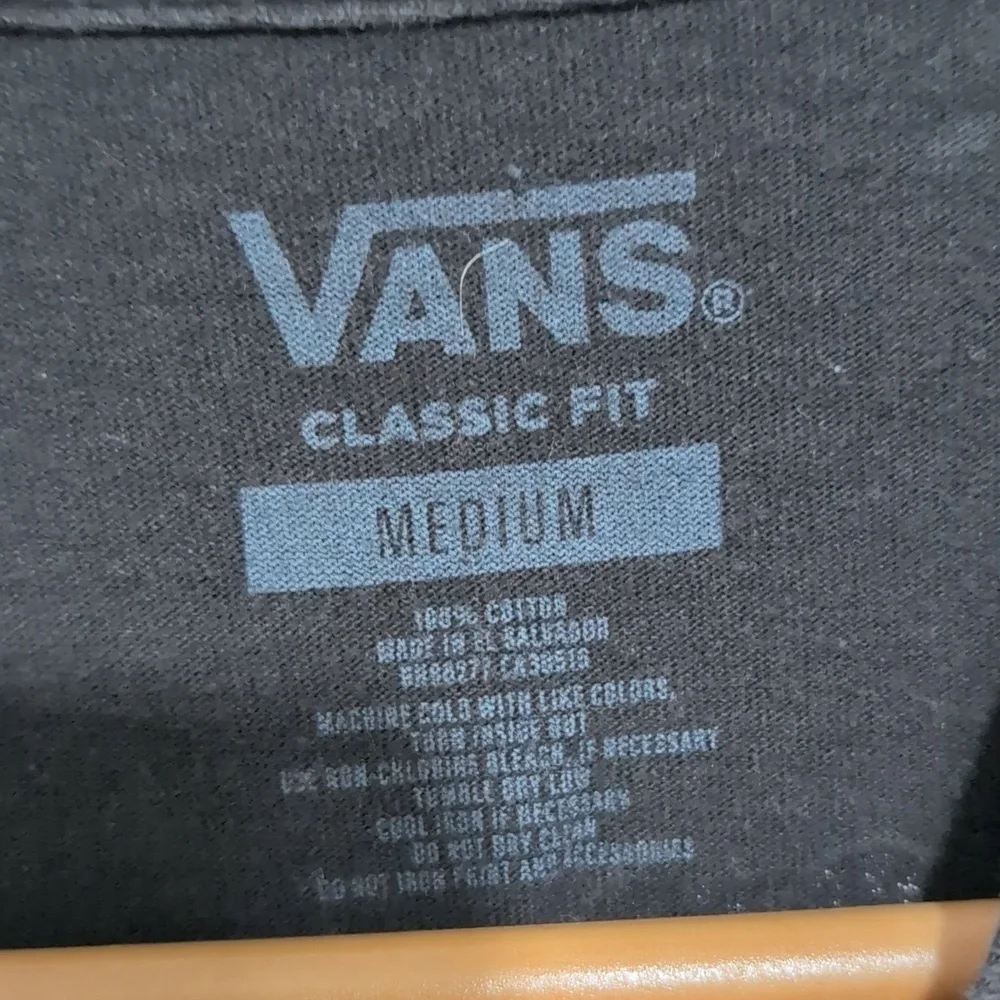 VANS®
CLASSIC FIT
MEDIUM
100% COTTON
MADE IN EL SALVADOR
CA30516
MACHINE COLD WITH LIKE COLORS.
TURN INSIDE OUT
USE NON-CHLORINE BLEACH, IF NECESSARY
TUMBLE DRY LOW
COOL IRON IF NECESSARY
DO NOT DRY CLEAN
DO NOT IRON PRINT AND ACCESSORIES